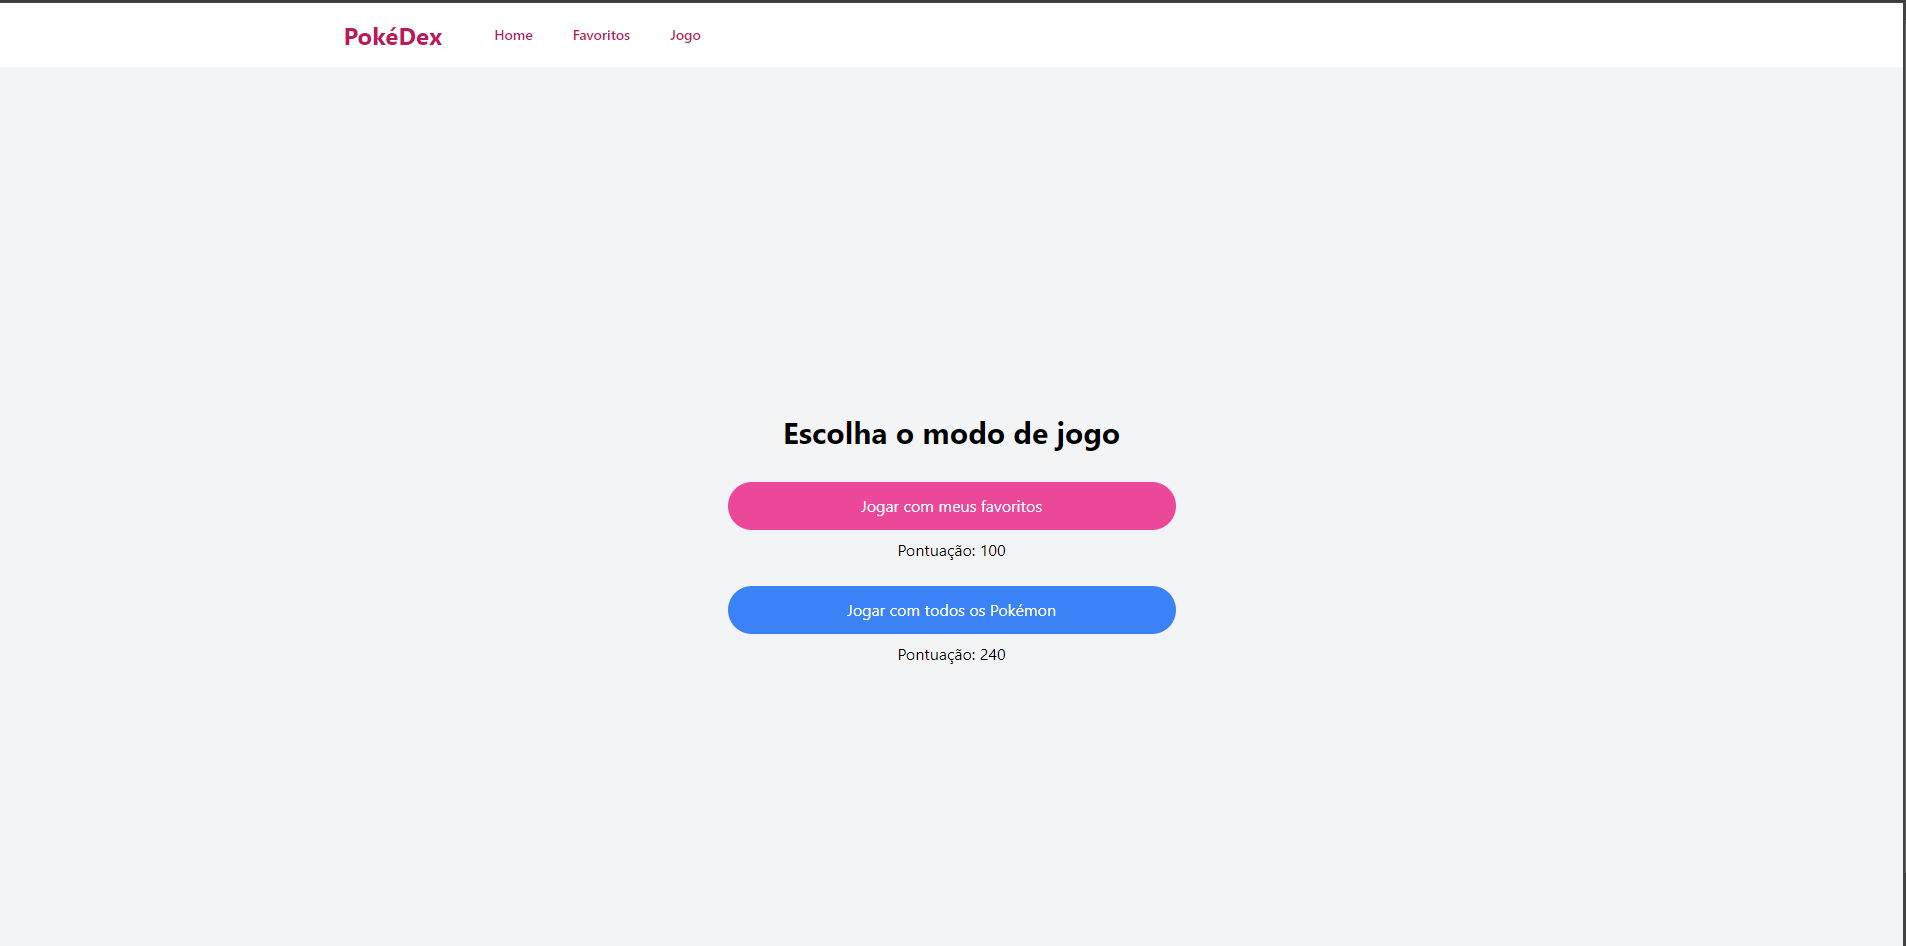 PokéDex Home Favoritos Jogo
Escolha o modo de jogo
Jogar com meus favoritos
Pontuação: 100
Jogar com todos os Pokémon
Pontuação: 240